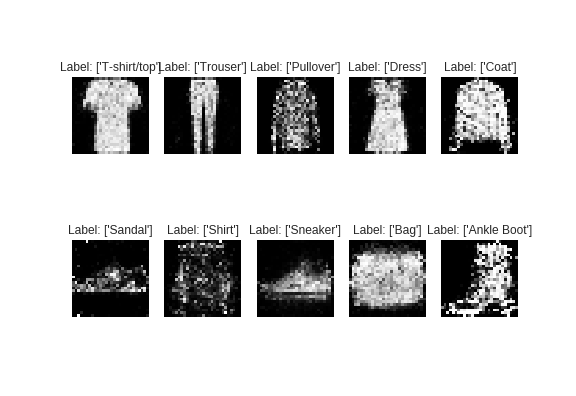 Label: ['T-shirt/top'] Label: ['Trouser'] Label: ['Pullover'] Label: ['Dress'] Label: ['Coat']
Label: ['Sandal'] Label: ['Shirt'] Label: ['Sneaker'] Label: ['Bag'] Label: ['Ankle Boot']